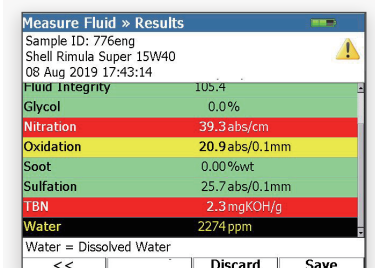 Measure Fluid » Results
Sample ID: 776eng
Shell Rimula Super 15W40
08 Aug 2019 17:43:14
Fluid Integrity 105.4
Glycol 0.0%
Nitration 39.3 abs/cm
Oxidation 20.9 abs/0.1mm
Soot 0.00 %wt
Sulfation 25.7 abs/0.1mm
TBN 2.3 mgKOH/g
Water 2274 ppm
Water = Dissolved Water
<< Discard Save